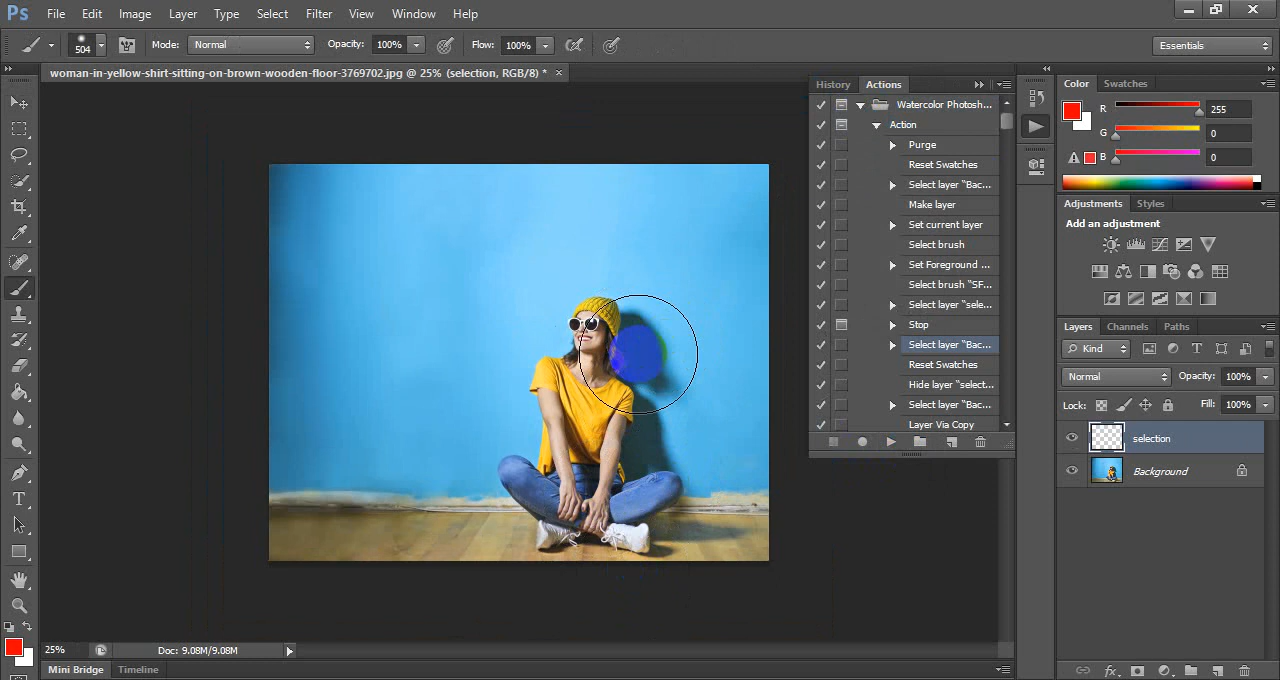 Ps File Edit Image Layer Type Select Filter View Window Help
504 Mode: Normal Opacity: 100% Flow: 100% Essentials
woman-in-yellow-shirt-sitting-on-brown-wooden-floor-3769702.jpg @ 25% (selection, RGB/8) *
History Actions
Watercolor Photosh...
Action
Purge
Reset Swatches
Select layer "Bac...
Make layer
Set current layer
Select brush
Set Foreground ...
Select brush "SF...
Select layer "sele...
Stop
Select layer "Bac...
Reset Swatches
Hide layer "select...
Select layer "Bac...
Layer Via Copy
Color Swatches
R 255
G 0
B 0
Adjustments Styles
Add an adjustment
Layers Channels Paths
Kind
Normal Opacity: 100%
Lock: Fill: 100%
selection
Background
25% Doc: 9.08M/9.08M
Mini Bridge Timeline